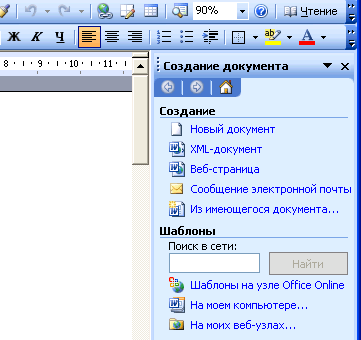 90% Чтение
Ж К Ч A
8 9 10 11
Создание документа
Создание
Новый документ
XML-документ
Веб-страница
Сообщение электронной почты
Из имеющегося документа...
Шаблоны
Поиск в сети:
Найти
Шаблоны на узле Office Online
На моем компьютере...
На моих веб-узлах...